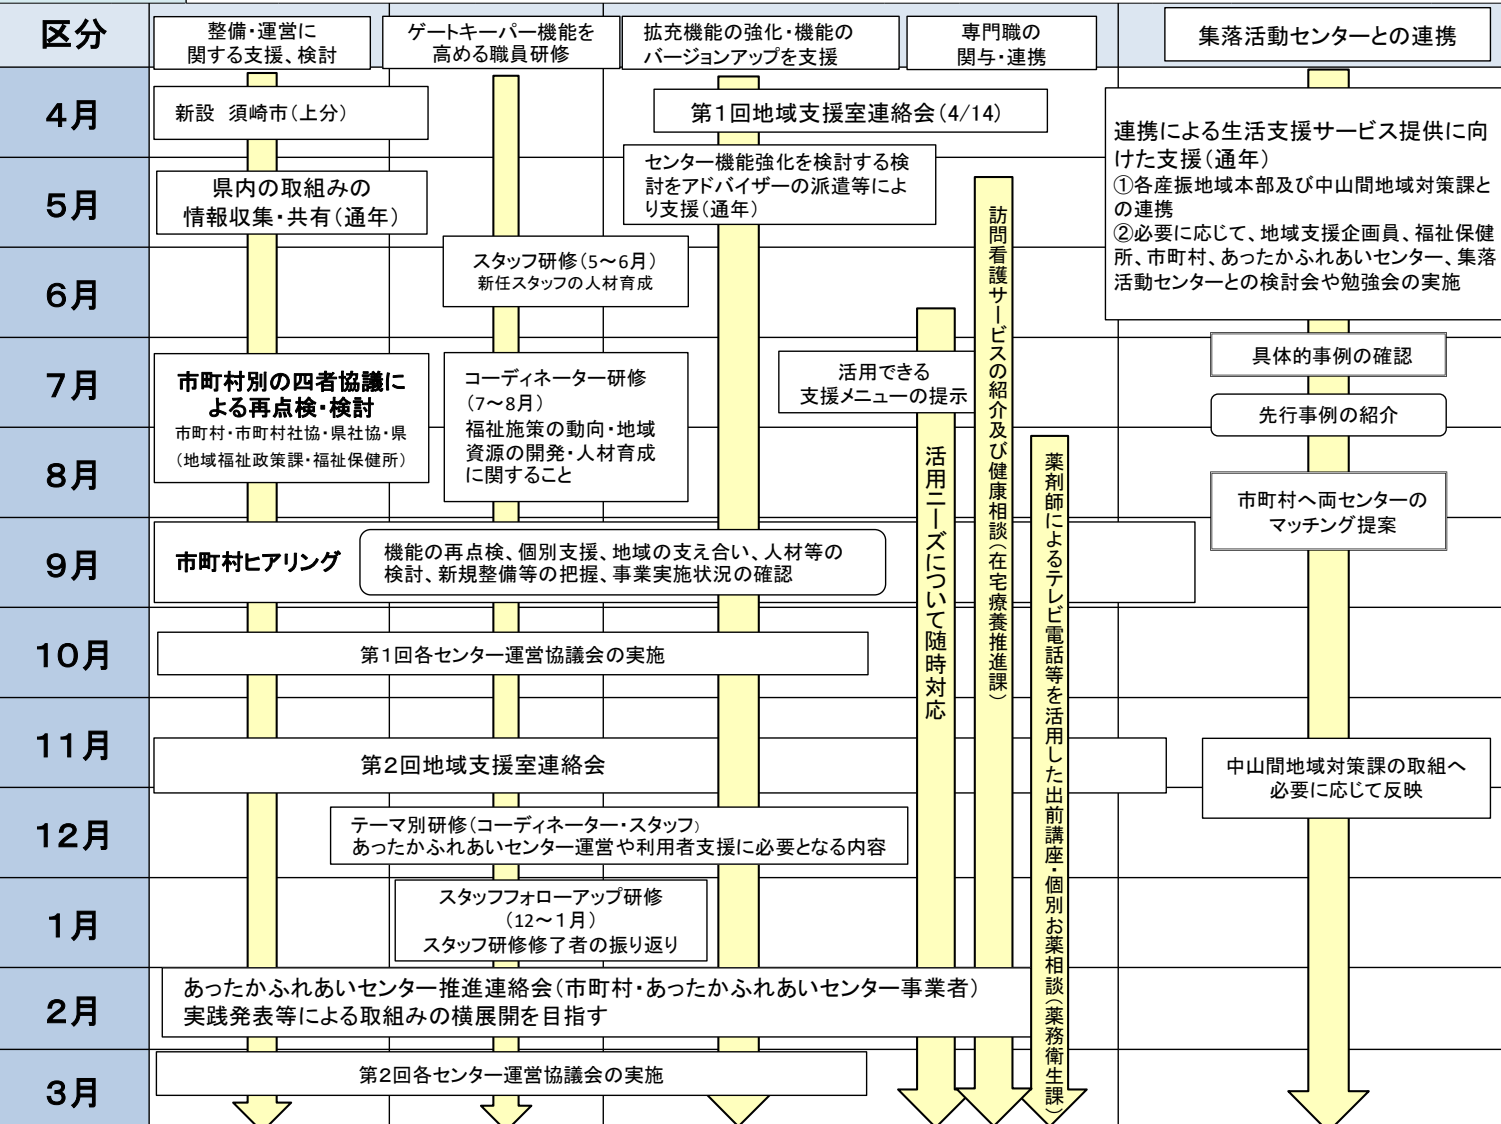 区分
整備・運営に
関する支援、検討
ゲートキーパー機能を
高める職員研修
拡充機能の強化・機能の
バージョンアップを支援
専門職の
関与・連携
集落活動センターとの連携
4月
新設 須崎市(上分)
第1回地域支援室連絡会(4/14)
連携による生活支援サービス提供に向
けた支援(通年)
①各産振地域本部及び中山間地域対策課と
の連携
②必要に応じて、地域支援企画員、福祉保健
所、市町村、あったかふれあいセンター、集落
活動センターとの検討会や勉強会の実施
5月
県内の取組みの
情報収集・共有(通年)
センター機能強化を検討する検
討をアドバイザーの派遣等によ
り支援(通年)
訪問看護サービスの紹介及び健康相談(在宅療養推進課)
6月
スタッフ研修(5～6月)
新任スタッフの人材育成
7月
市町村別の四者協議に
よる再点検・検討
市町村・市町村社協・県社協・県
(地域福祉政策課・福祉保健所)
コーディネーター研修
(7～8月)
福祉施策の動向・地域
資源の開発・人材育成
に関すること
活用できる
支援メニューの提示
活用ニーズについて随時対応
具体的事例の確認
先行事例の紹介
8月
薬剤師によるテレビ電話等を活用した出前講座・個別お薬相談(薬務衛生課)
市町村へ両センターの
マッチング提案
9月
市町村ヒアリング
機能の再点検、個別支援、地域の支え合い、人材等の
検討、新規整備等の把握、事業実施状況の確認
10月
第1回各センター運営協議会の実施
11月
第2回地域支援室連絡会
中山間地域対策課の取組へ
必要に応じて反映
12月
テーマ別研修(コーディネーター・スタッフ)
あったかふれあいセンター運営や利用者支援に必要となる内容
1月
スタッフフォローアップ研修
(12～1月)
スタッフ研修修了者の振り返り
2月
あったかふれあいセンター推進連絡会(市町村・あったかふれあいセンター事業者)
実践発表等による取組みの横展開を目指す
3月
第2回各センター運営協議会の実施